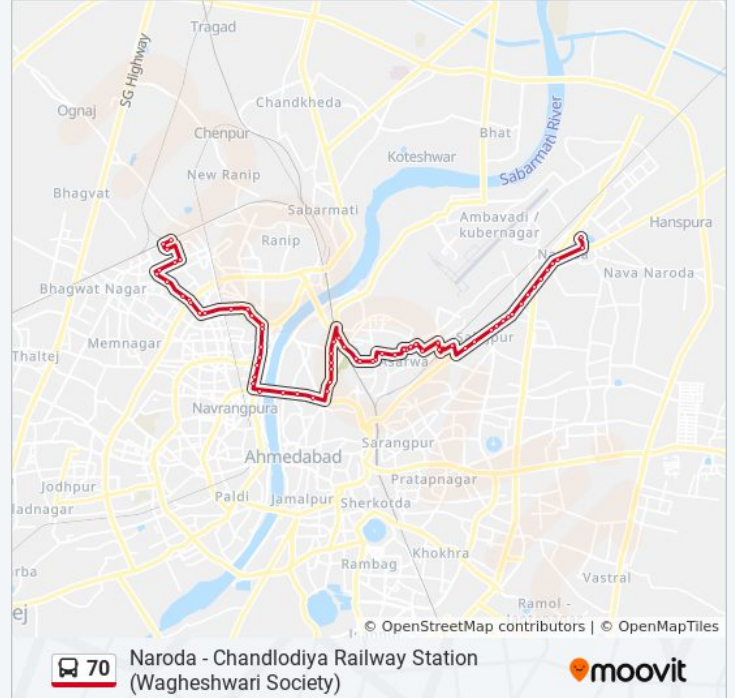 Tragad
SG Highway
Ognaj
Chandkheda
Chenpur
Bhat
Koteshwar
Sabarmati River
New Ranip
Bhagvat
Sabarmati
Ambavadi /
kubernagar
Hanspura
Ranip
Nava Naroda
Bhagwat Nagar
Memnagar
Thaltej
Asarwa
Navrangpura
Sarangpur
Ahmedabad
Pratapnagar
Jodhpur
Paldi
Jamalpur
Sherkotda
Khokhra
Rambag
Vastral
Ramol -
© OpenStreetMap contributors | © OpenMapTiles
70
Naroda - Chandlodiya Railway Station
(Wagheshwari Society)
moovit